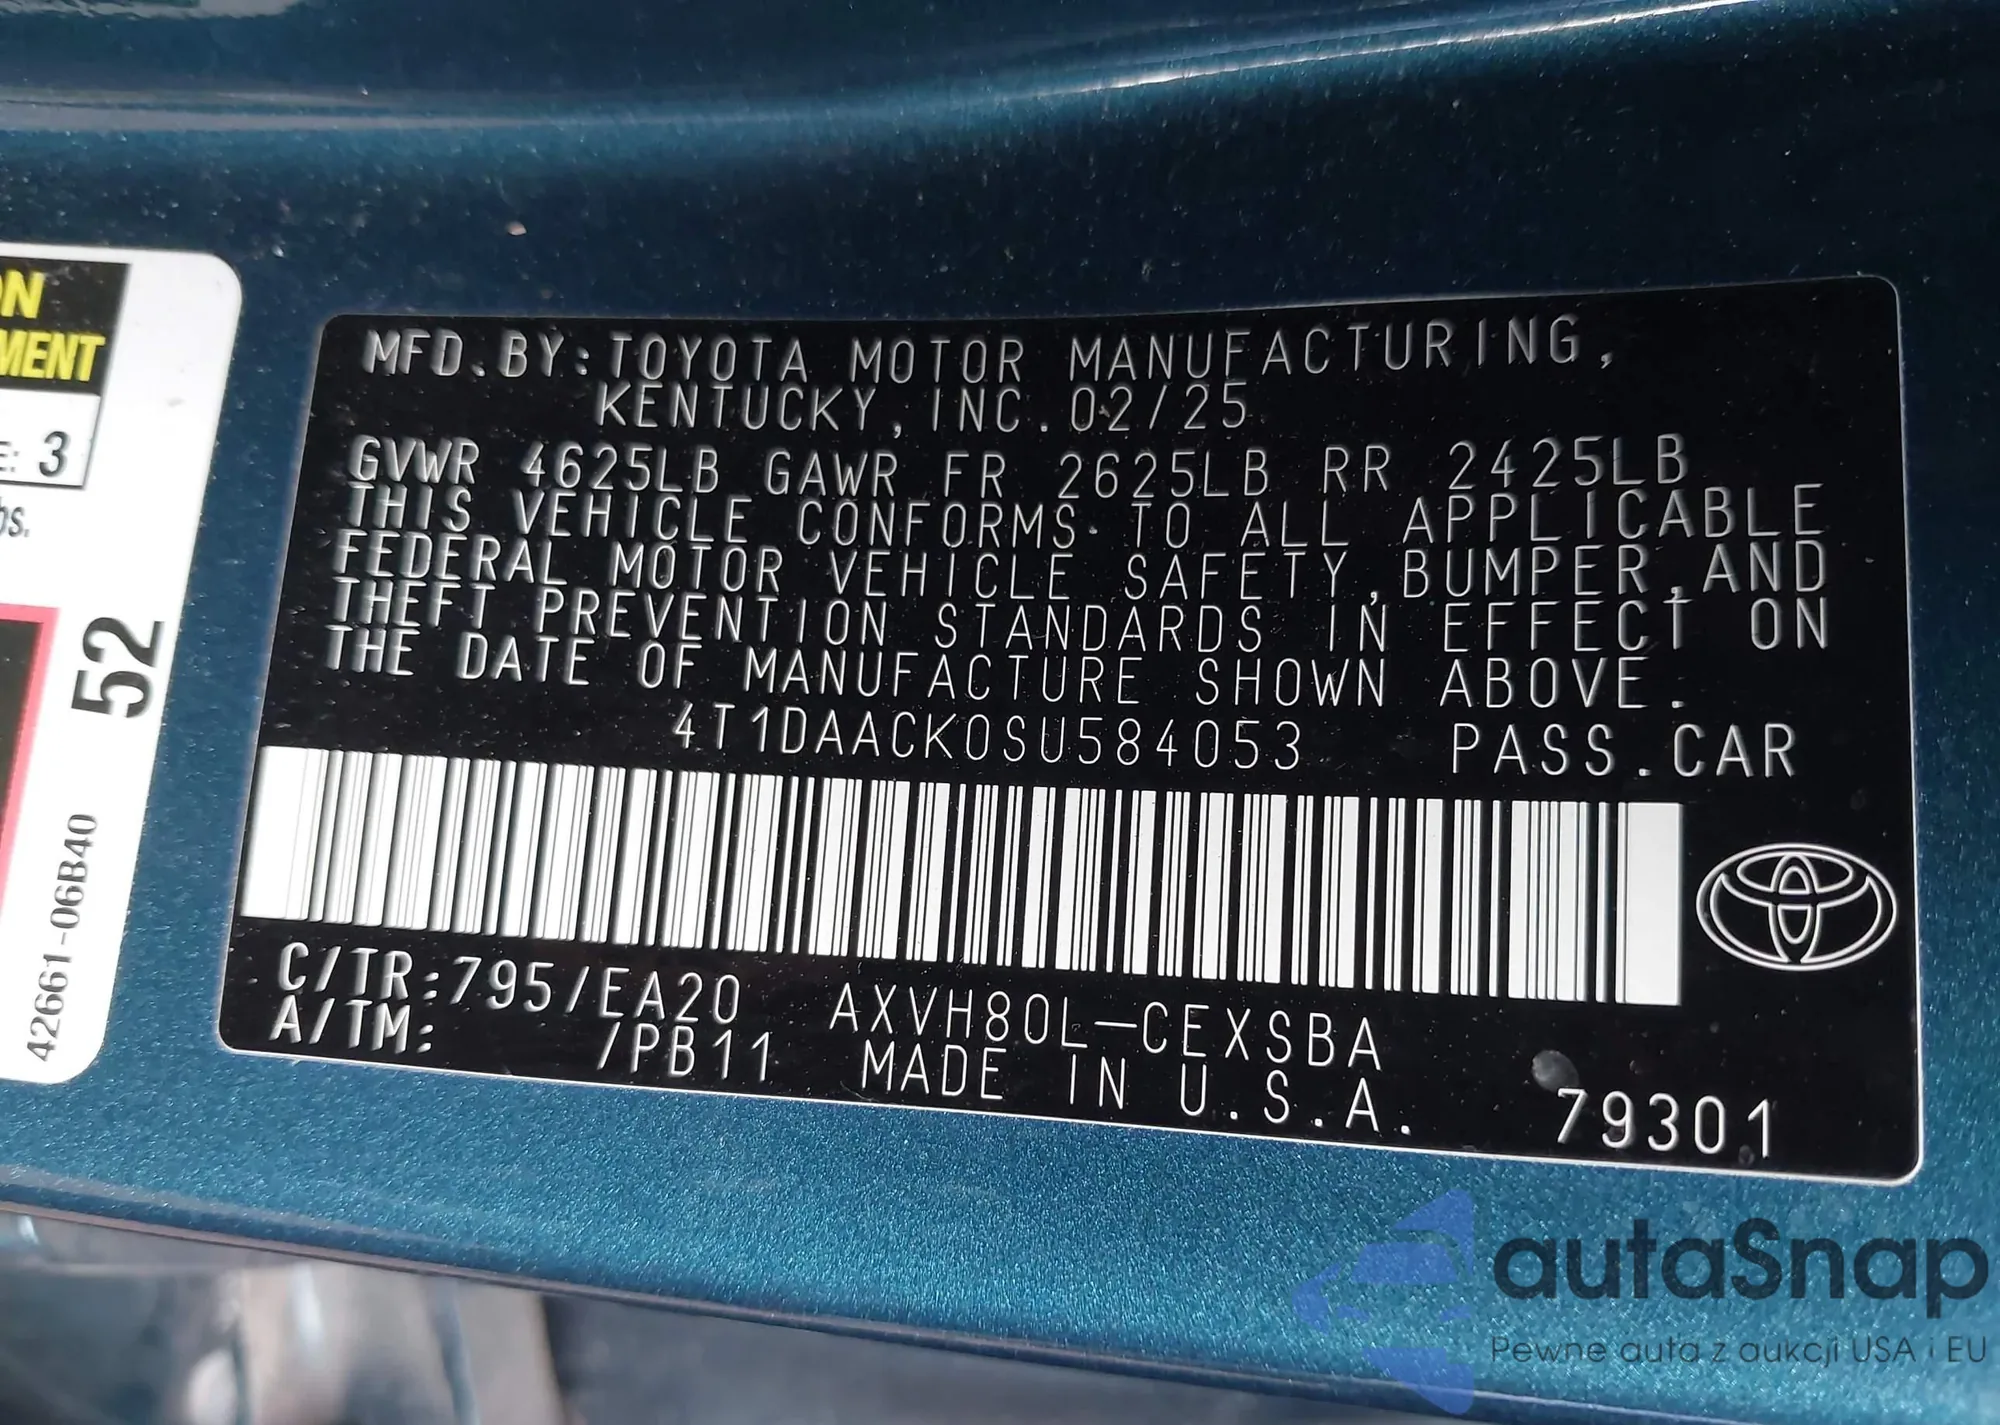 ON
MENT
E: 3
bs.
52
42661-06B40
MFD.BY:TOYOTA MOTOR MANUFACTURING,
KENTUCKY, INC.02/25
GVWR 4625LB GAWR FR 2625LB RR 2425LB
THIS VEHICLE CONFORMS TO ALL APPLICABLE
FEDERAL MOTOR VEHICLE SAFETY,BUMPER,AND
THEFT PREVENTION STANDARDS IN EFFECT ON
THE DATE OF MANUFACTURE SHOWN ABOVE.
4T1DAACK0SU584053 PASS.CAR
C/TR:795/EA20 AXVH80L-CEXSBA
A/TM: /PB11 MADE IN U.S.A.
79301
autaSnap
Pewne auta z aukcji USA i EU